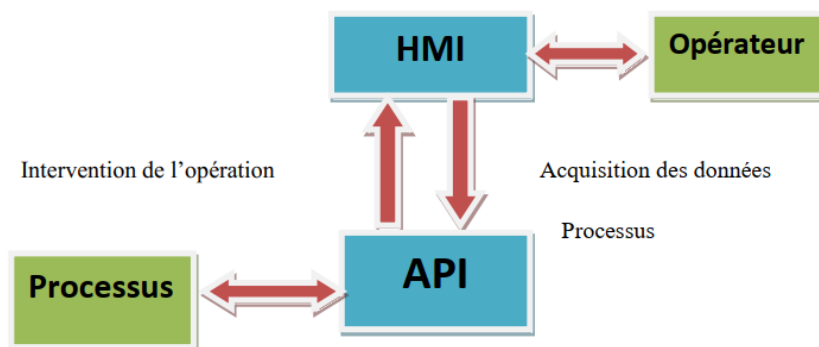 HMI
Opérateur
Intervention de l’opération
Acquisition des données
Processus
API
Processus